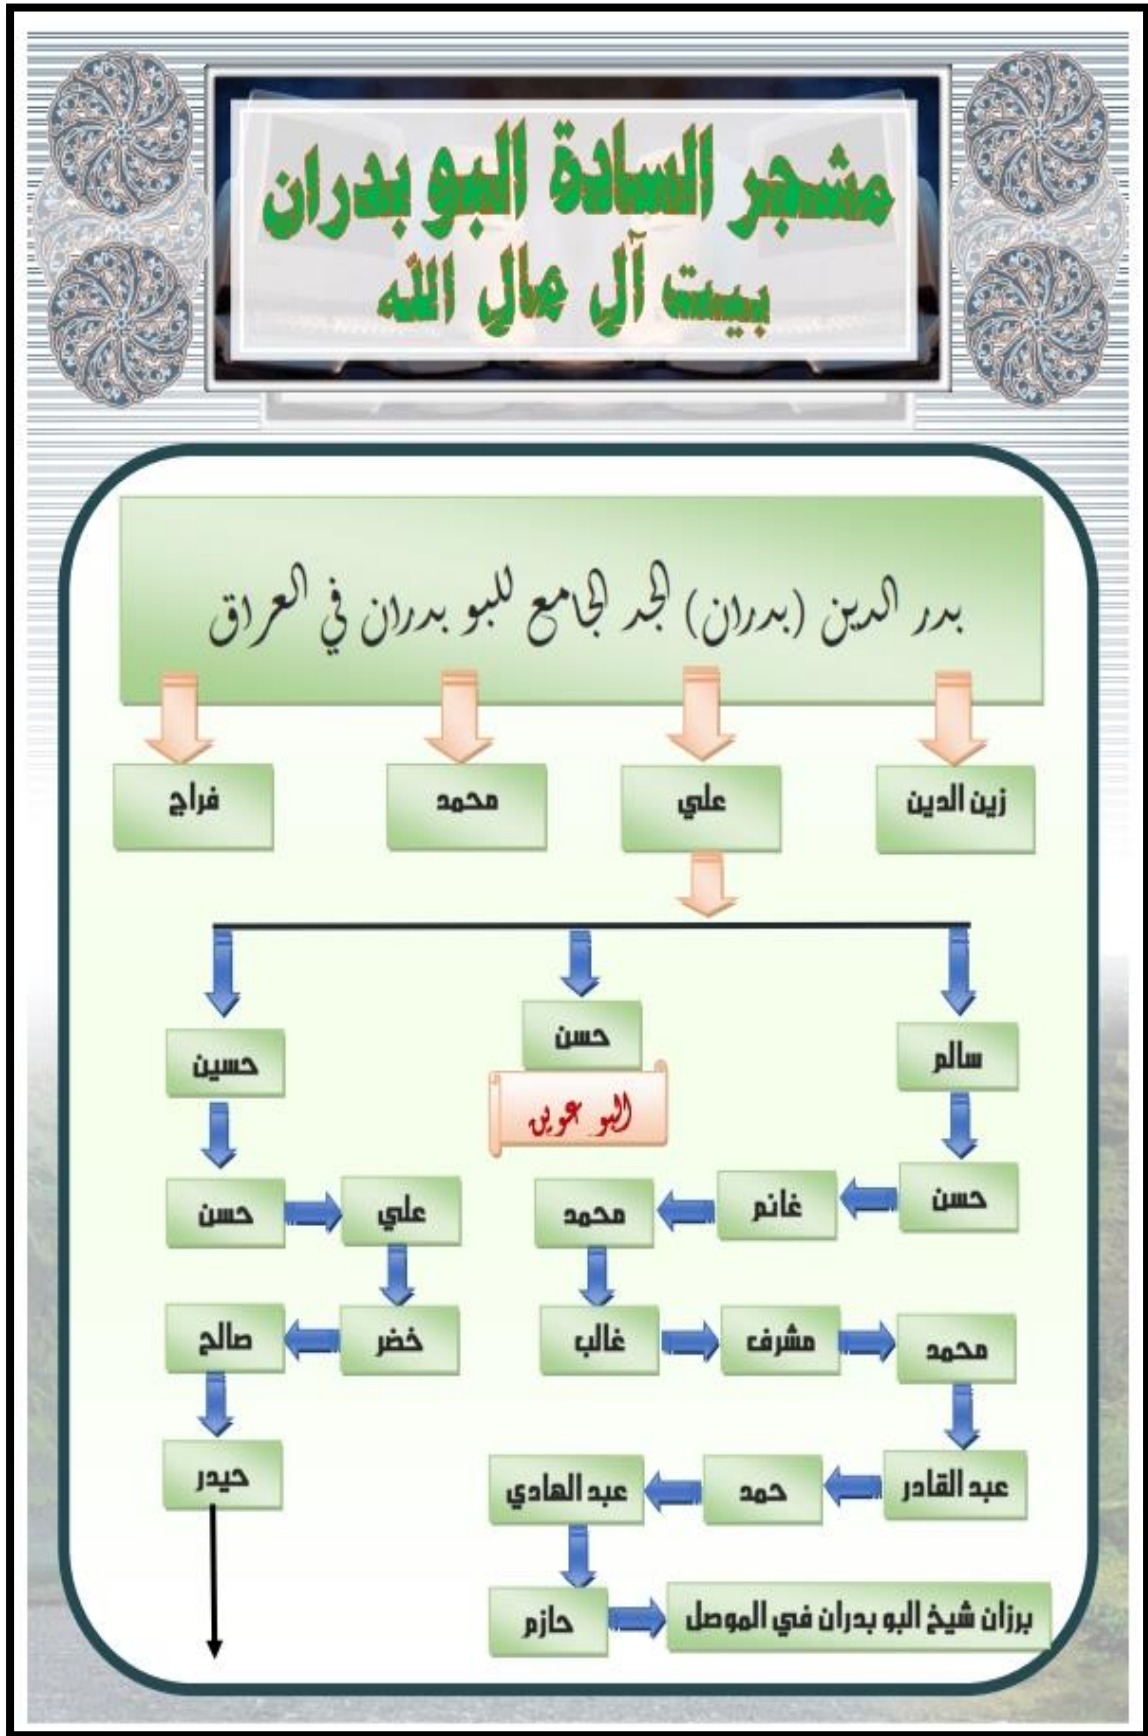 مشجر السادة البو بدران
بيت آل مال الله
بدر الدين (بدران) الجد الجامع للبو بدران في العراق
زين الدين
علي
محمد
فراج
سالم
حسن
حسين
البو عوين
حسن
غانم
محمد
علي
حسن
محمد
مشرف
غالب
خضر
صالح
عبد القادر
حمد
عبد الهادي
حيدر
برزان شيخ البو بدران في الموصل
حازم